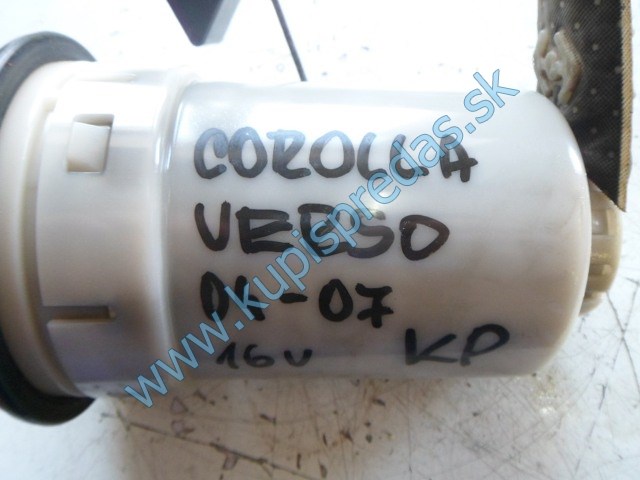 COROLLA
VERSO
04-07
16V KP
www.kupispredas.sk